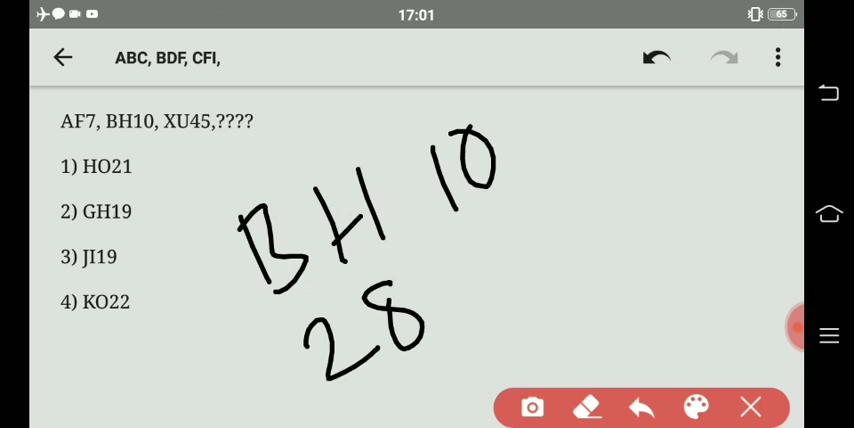 17:01
65
ABC, BDF, CFI,
AF7, BH10, XU45,????
1) HO21
2) GH19
3) JI19
4) KO22
BH 10
28